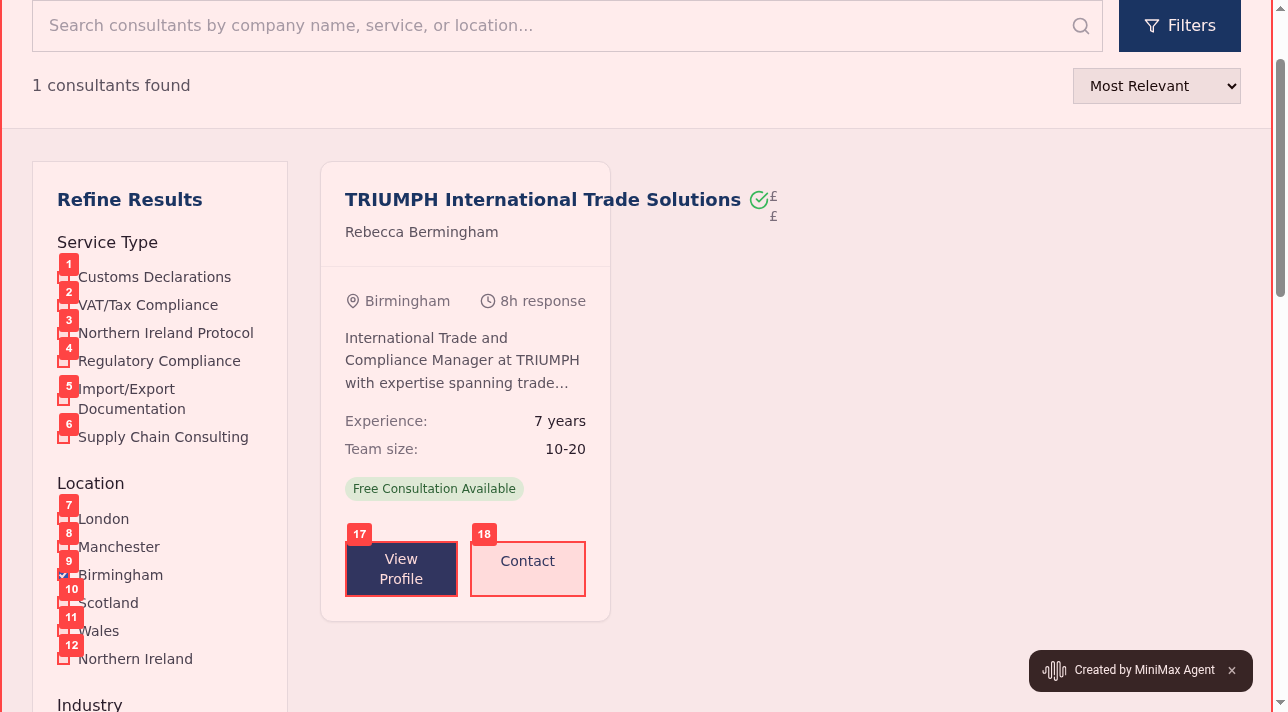 Search consultants by company name, service, or location...
Filters
1 consultants found
Most Relevant
Refine Results
Service Type
1
Customs Declarations
2
VAT/Tax Compliance
3
Northern Ireland Protocol
4
Regulatory Compliance
5
Import/Export
Documentation
6
Supply Chain Consulting
Location
7
London
8
Manchester
9
Birmingham
10
Scotland
11
Wales
12
Northern Ireland
Industry
TRIUMPH International Trade Solutions
£
£
Rebecca Bermingham
Birmingham
8h response
International Trade and
Compliance Manager at TRIUMPH
with expertise spanning trade...
Experience: 7 years
Team size: 10-20
Free Consultation Available
17
View
Profile
18
Contact
Created by MiniMax Agent ×